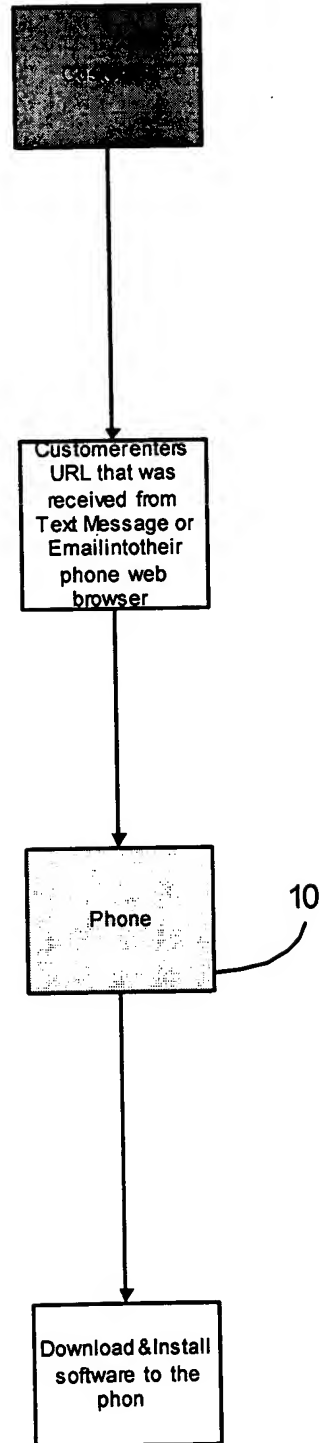 Customerenters
URL that was
received from
Text Message or
Emailintotheir
phone web
browser
Phone
10
Download &Install
software to the
phon